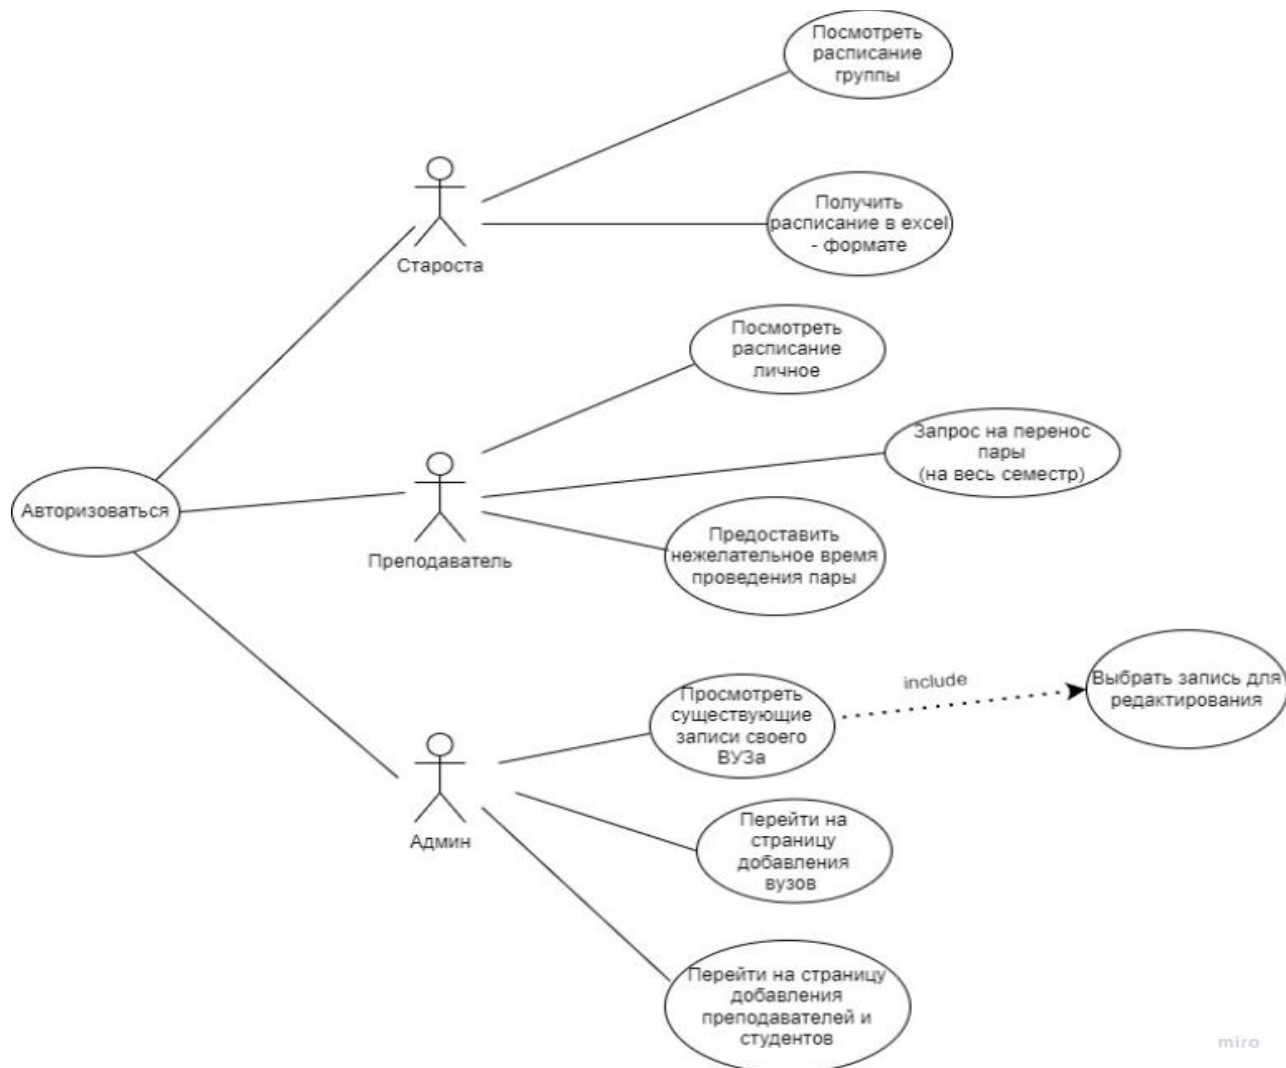 Посмотреть
расписание
группы
Получить
расписание в excel
- формате
Староста
Посмотреть
расписание
личное
Запрос на перенос
пары
(на весь семестр)
Авторизоваться
Преподаватель
Предоставить
нежелательное время
проведения пары
Просмотреть
существующие
записи своего
ВУЗа
include
Выбрать запись для
редактирования
Админ
Перейти на
страницу
добавления
вузов
Перейти на страницу
добавления
преподавателей и
студентов
miro